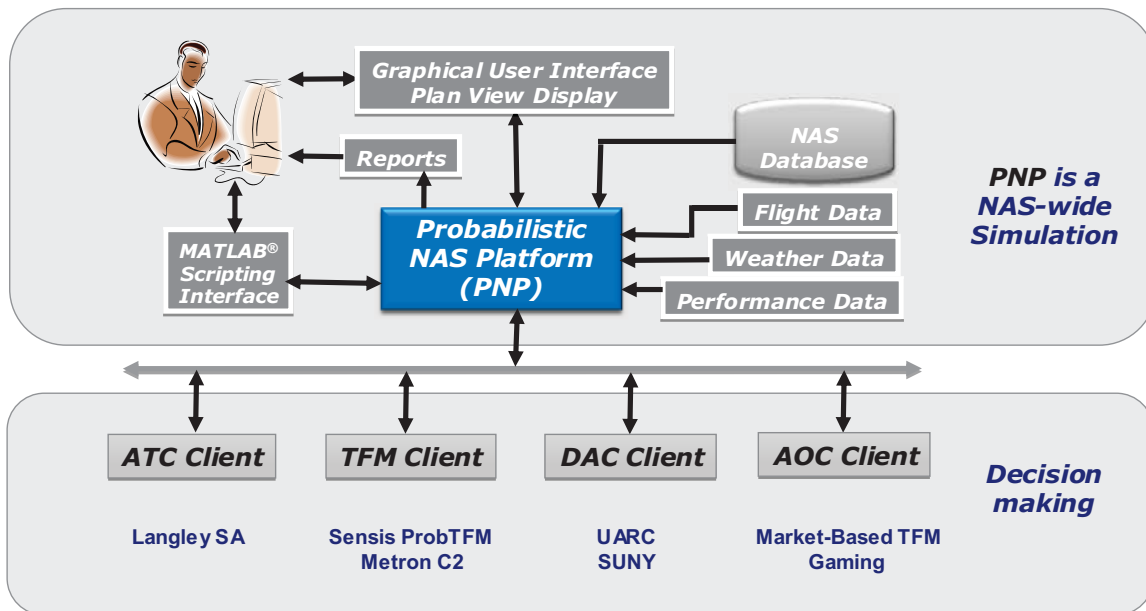 Graphical User Interface
Plan View Display
NAS
Database
Reports
PNP is a
NAS-wide
Simulation
Flight Data
Probabilistic
NAS Platform
(PNP)
MATLAB®
Scripting
Interface
Weather Data
Performance Data
ATC Client
TFM Client
DAC Client
AOC Client
Decision
making
Langley SA
Sensis ProbTFM
Metron C2
UARC
SUNY
Market-Based TFM
Gaming